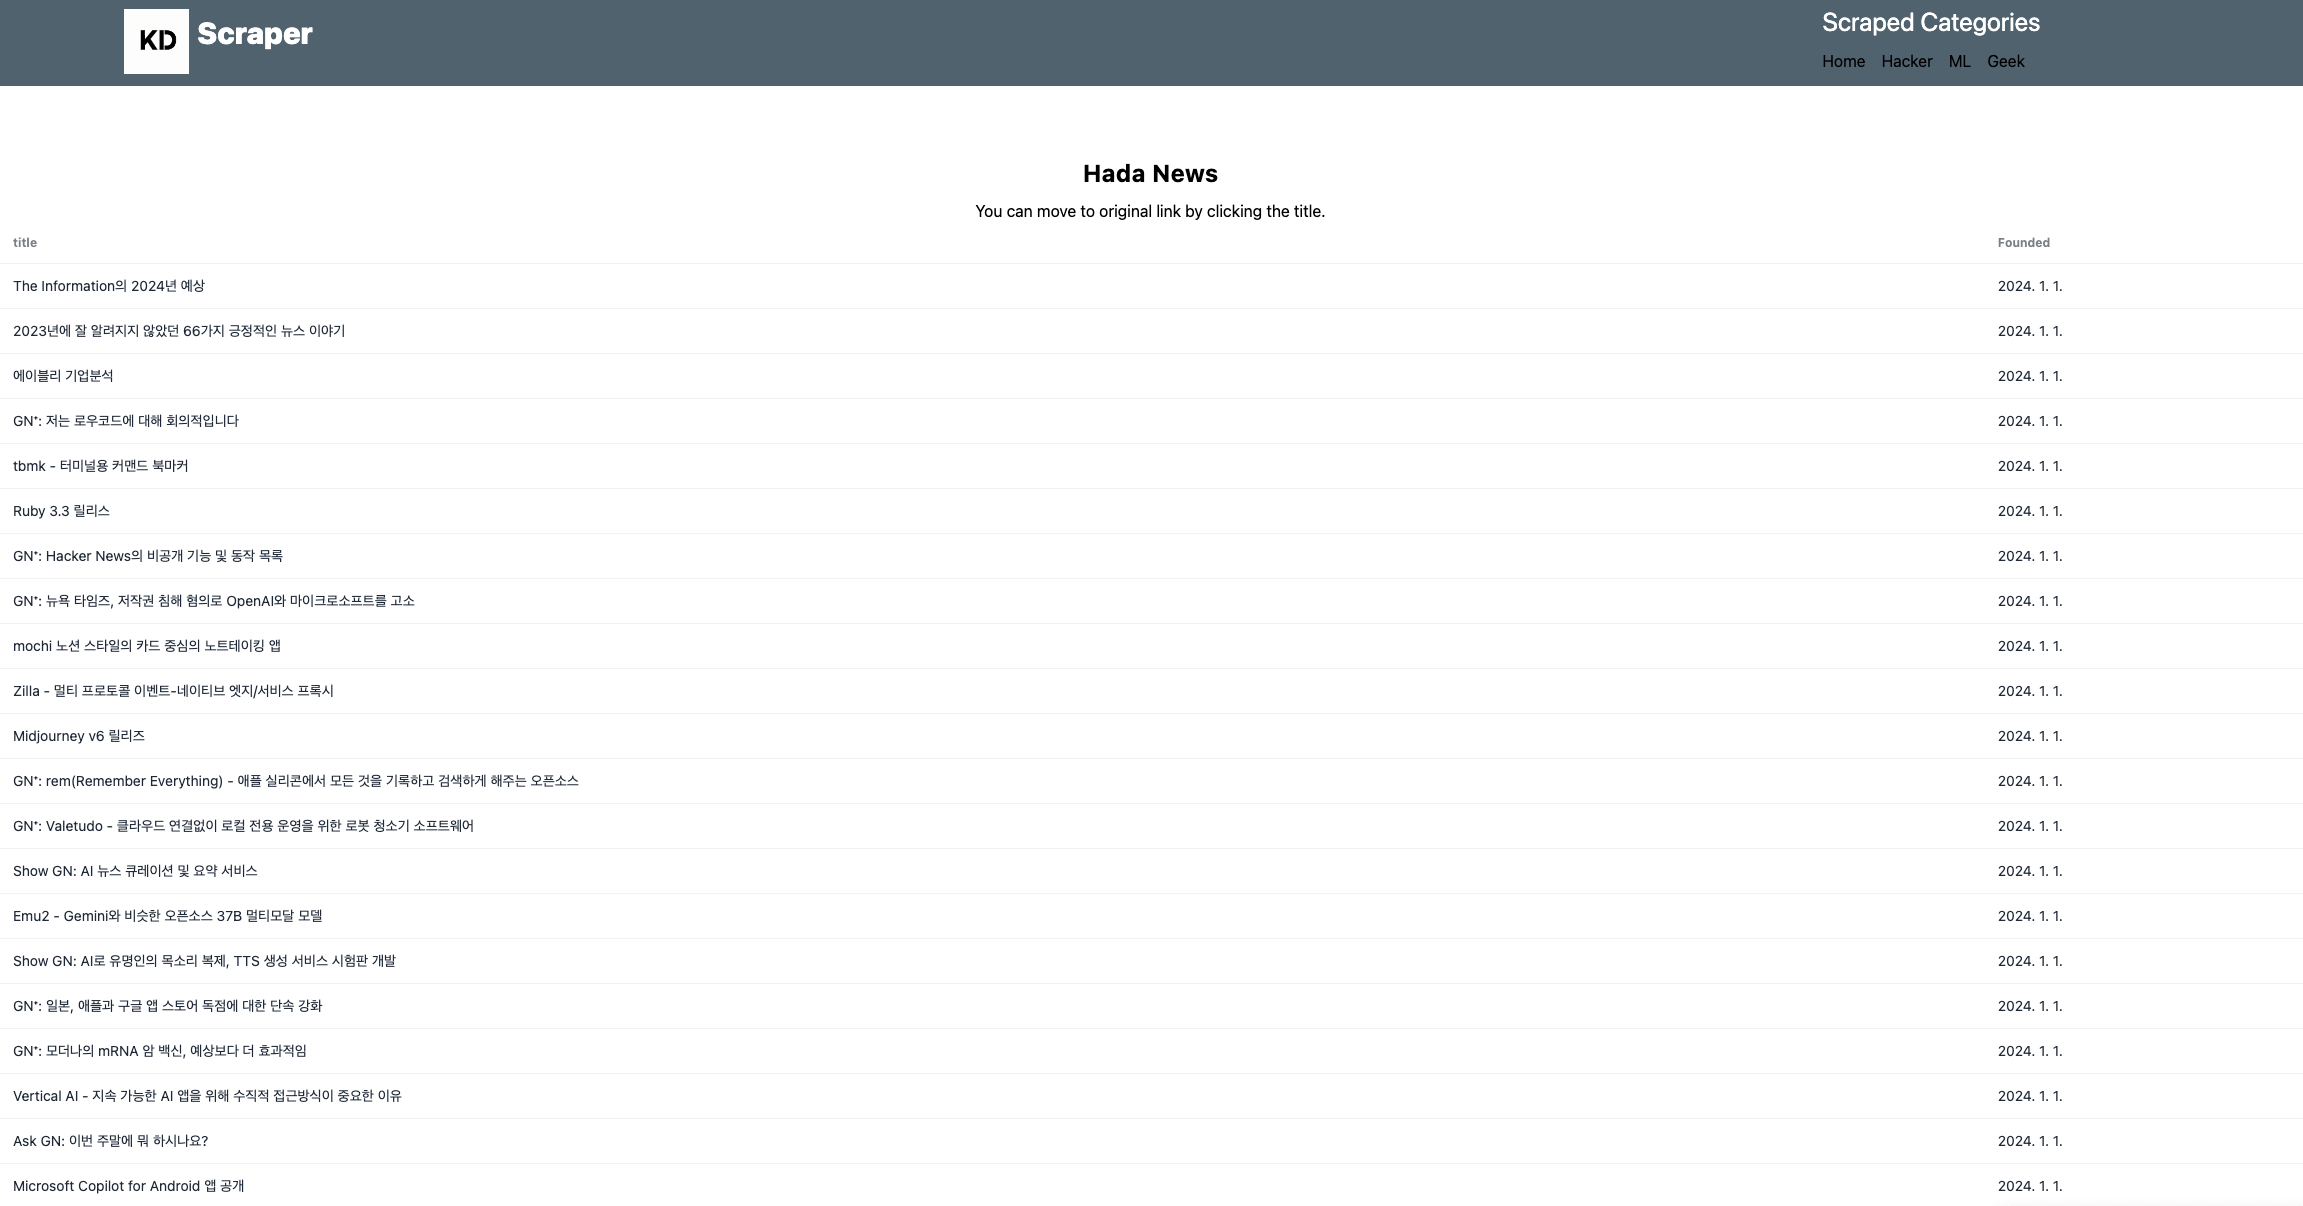 KD Scraper
Scraped Categories
Home Hacker ML Geek
Hada News
You can move to original link by clicking the title.
title Founded
The Information의 2024년 예상 2024. 1. 1.
2023년에 잘 알려지지 않았던 66가지 긍정적인 뉴스 이야기 2024. 1. 1.
에이블리 기업분석 2024. 1. 1.
GN⁺: 저는 로우코드에 대해 회의적입니다 2024. 1. 1.
tbmk - 터미널용 커맨드 북마커 2024. 1. 1.
Ruby 3.3 릴리스 2024. 1. 1.
GN⁺: Hacker News의 비공개 기능 및 동작 목록 2024. 1. 1.
GN⁺: 뉴욕 타임즈, 저작권 침해 혐의로 OpenAI와 마이크로소프트를 고소 2024. 1. 1.
mochi 노션 스타일의 카드 중심의 노트테이킹 앱 2024. 1. 1.
Zilla - 멀티 프로토콜 이벤트-네이티브 엣지/서비스 프록시 2024. 1. 1.
Midjourney v6 릴리즈 2024. 1. 1.
GN⁺: rem(Remember Everything) - 애플 실리콘에서 모든 것을 기록하고 검색하게 해주는 오픈소스 2024. 1. 1.
GN⁺: Valetudo - 클라우드 연결없이 로컬 전용 운영을 위한 로봇 청소기 소프트웨어 2024. 1. 1.
Show GN: AI 뉴스 큐레이션 및 요약 서비스 2024. 1. 1.
Emu2 - Gemini와 비슷한 오픈소스 37B 멀티모달 모델 2024. 1. 1.
Show GN: AI로 유명인의 목소리 복제, TTS 생성 서비스 시험판 개발 2024. 1. 1.
GN⁺: 일본, 애플과 구글 앱 스토어 독점에 대한 단속 강화 2024. 1. 1.
GN⁺: 모더나의 mRNA 암 백신, 예상보다 더 효과적임 2024. 1. 1.
Vertical AI - 지속 가능한 AI 앱을 위해 수직적 접근방식이 중요한 이유 2024. 1. 1.
Ask GN: 이번 주말에 뭐 하시나요? 2024. 1. 1.
Microsoft Copilot for Android 앱 공개 2024. 1. 1.